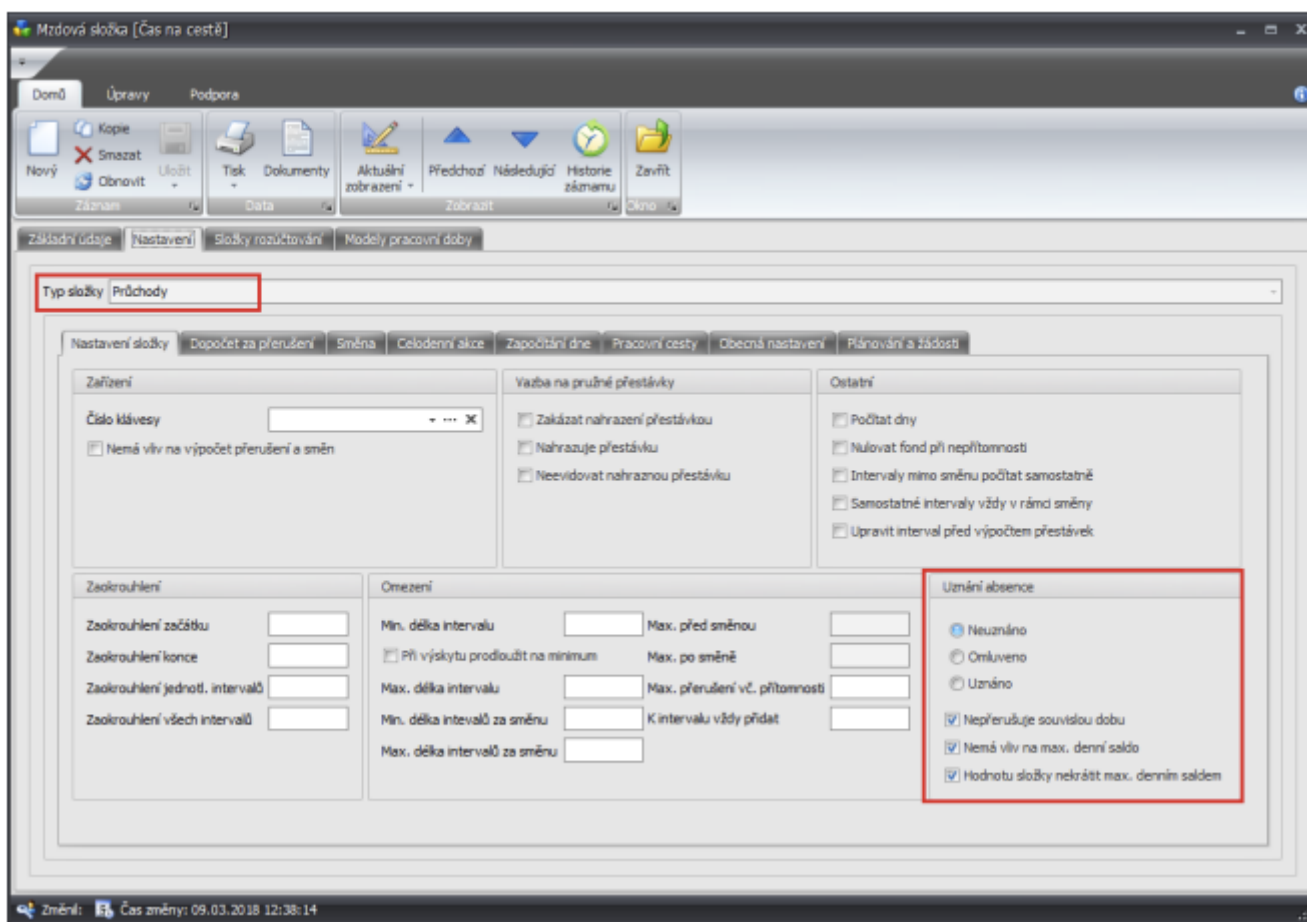 Mzdová složka [Čas na cestě]
Domů Úpravy Podpora
Nový
Kopie
Smazat
Obnovit
Uložit
Tisk
Dokumenty
Aktuální zobrazení
Předchozí
Následující
Historie záznamu
Zavřít
Záznam Data Zobrazit Okno
Základní údaje Nastavení Složky rozúčtování Modely pracovní doby
Typ složky Průchody
Nastavení složky Dopočet za přerušení Směna Celodenní akce Započítání dne Pracovní cesty Obecná nastavení Plánování a žádosti
Zařízení
Číslo klávesy
Nemá vliv na výpočet přerušení a směn
Vazba na pružné přestávky
Zakázat nahrazení přestávkou
Nahrazuje přestávku
Neevidovat nahraznou přestávku
Ostatní
Počítat dny
Nulovat fond při nepřítomnosti
Intervaly mimo směnu počítat samostatně
Samostatné intervaly vždy v rámci směny
Upravit interval před výpočtem přestávek
Zaokrouhlení
Zaokrouhlení začátku
Zaokrouhlení konce
Zaokrouhlení jednotl. intervalů
Zaokrouhlení všech intervalů
Omezení
Min. délka intervalu
Při výskytu prodloužit na minimum
Max. délka intervalu
Min. délka intevalů za směnu
Max. délka intervalů za směnu
Max. před směnou
Max. po směně
Max. přerušení vč. přítomnosti
K intervalu vždy přidat
Uznání absence
Neuznáno
Omluveno
Uznáno
Nepřerušuje souvislou dobu
Nemá vliv na max. denní saldo
Hodnotu složky nekrátit max. denním saldem
Změnil: Čas změny: 09.03.2018 12:38:14